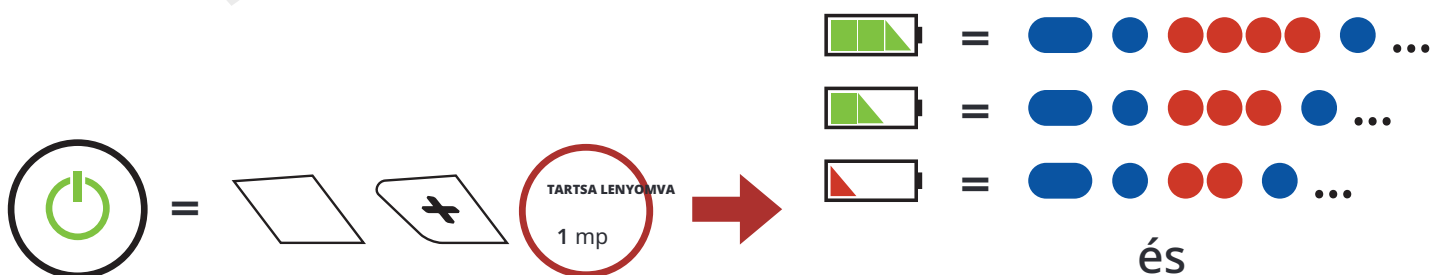 =
...
=
...
=
...
=
+
TARTSA LENYOMVA
1 mp
és